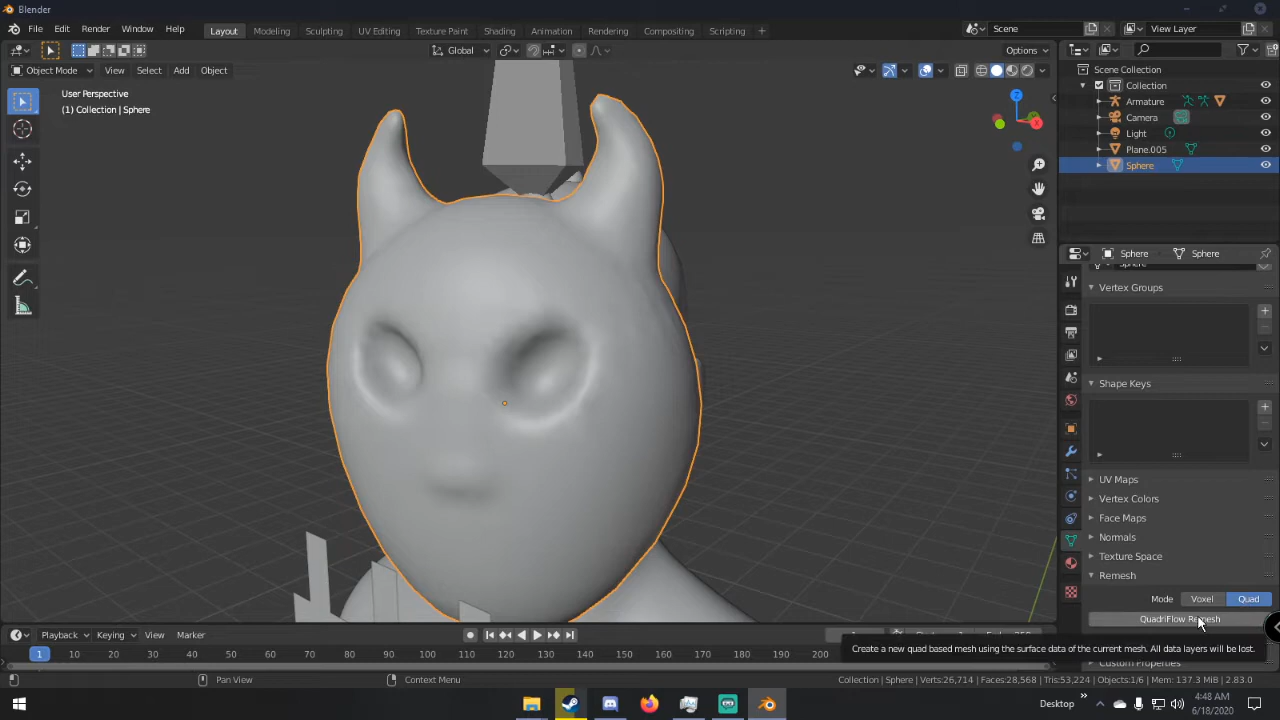 Blender
File Edit Render Window Help Layout Modeling Sculpting UV Editing Texture Paint Shading Animation Rendering Compositing Scripting + Scene View Layer
Global Options
Object Mode View Select Add Object
User Perspective
(1) Collection | Sphere
Z
X
Scene Collection
Collection
Armature
Camera
Light
Plane.005
Sphere
Sphere Sphere
Vertex Groups
Shape Keys
UV Maps
Vertex Colors
Face Maps
Normals
Texture Space
Remesh
Mode Voxel Quad
QuadriFlow Remesh
Create a new quad based mesh using the surface data of the current mesh. All data layers will be lost.
Custom Properties
Playback Keying View Marker
1 10 20 30 40 50 60 70 80 90 100 110 120 130 140 150 160 170 180 190 200
Pan View Context Menu Collection | Sphere | Verts:26,714 | Faces:28,568 | Tris:53,224 | Objects:1/6 | Mem: 137.3 MiB | 2.83.0
Desktop
4:48 AM
6/18/2020